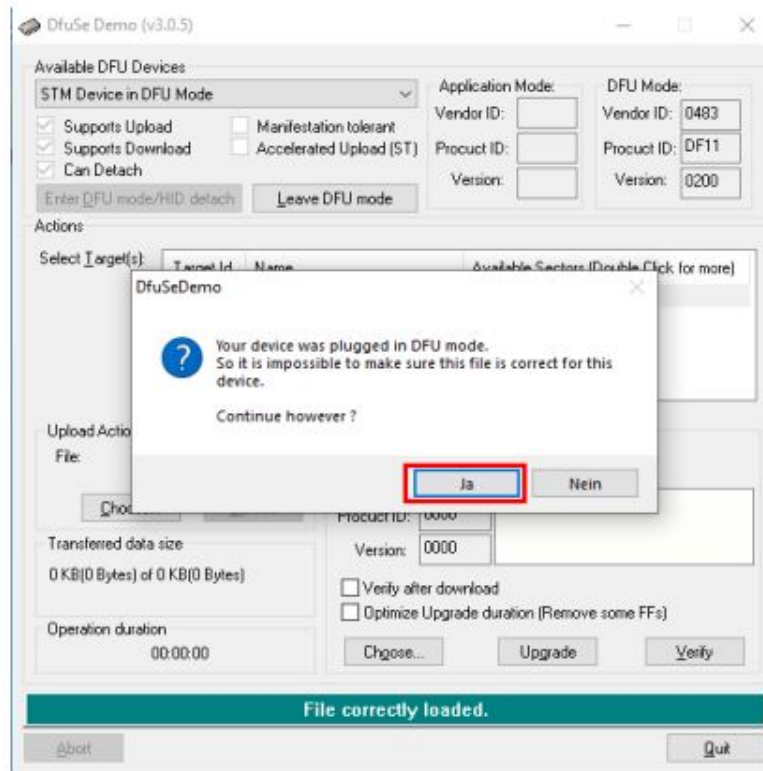 DfuSe Demo (v3.0.5)
Available DFU Devices
STM Device in DFU Mode
Supports Upload
Manifestation tolerant
Supports Download
Accelerated Upload (ST)
Can Detach
Enter DFU mode/HID detach
Leave DFU mode
Application Mode:
Vendor ID:
Procuct ID:
Version:
DFU Mode:
Vendor ID: 0483
Procuct ID: DF11
Version: 0200
Actions
Select Target(s):
Target Id Name Available Sectors (Double Click for more)
DfuSeDemo
Your device was plugged in DFU mode.
So it is impossible to make sure this file is correct for this
device.
Continue however ?
Ja
Nein
Upload Actio
File:
Choo
Transferred data size
0 KB(0 Bytes) of 0 KB(0 Bytes)
Operation duration
00:00:00
Procuct ID: 0000
Version: 0000
Verify after download
Optimize Upgrade duration (Remove some FFs)
Choose...
Upgrade
Verify
File correctly loaded.
Abort
Quit